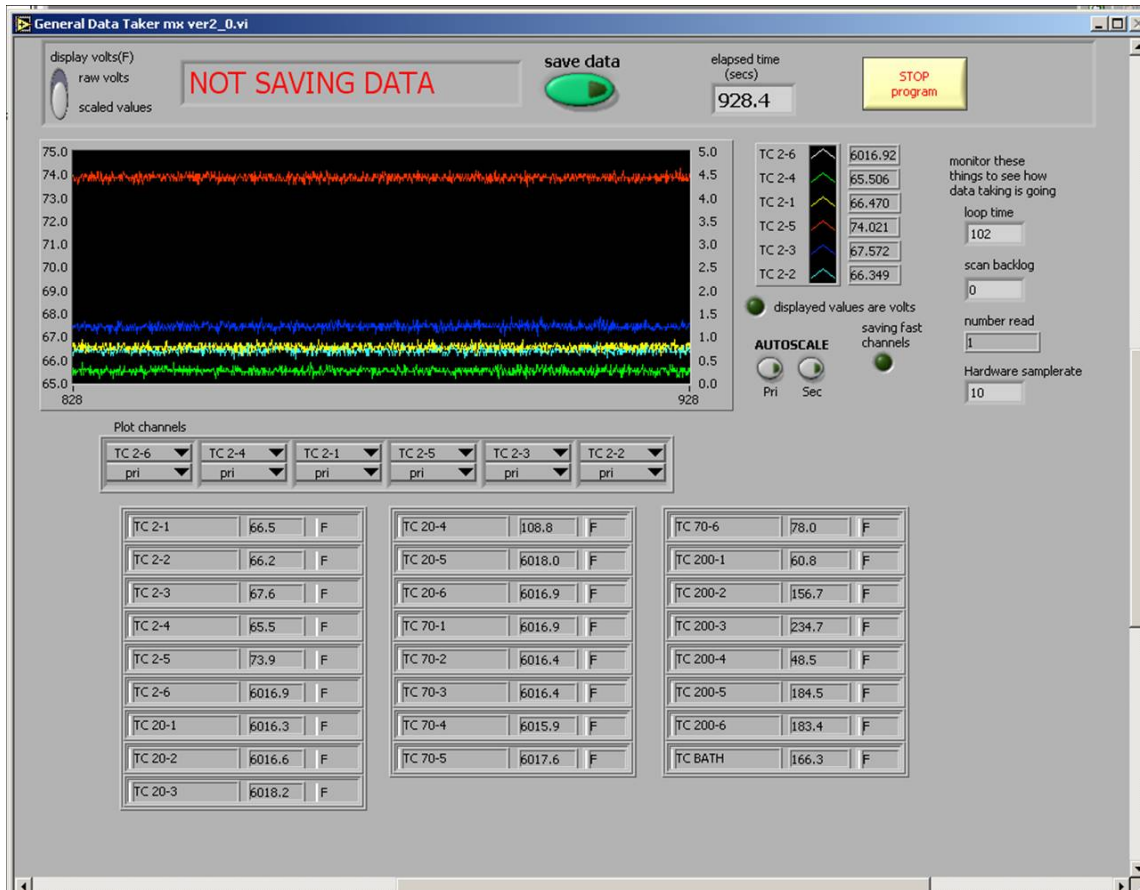 General Data Taker mx ver2_0.vi
display volts(F)
raw volts
scaled values
NOT SAVING DATA
save data
elapsed time
(secs)
928.4
STOP
program
75.0
74.0
73.0
72.0
71.0
70.0
69.0
68.0
67.0
66.0
65.0
828
928
5.0
4.5
4.0
3.5
3.0
2.5
2.0
1.5
1.0
0.5
0.0
TC 2-6 6016.92
TC 2-4 65.506
TC 2-1 66.470
TC 2-5 74.021
TC 2-3 67.572
TC 2-2 66.349
displayed values are volts
AUTOSCALE
Pri Sec
saving fast
channels
monitor these
things to see how
data taking is going
loop time
102
scan backlog
0
number read
1
Hardware samplerate
10
Plot channels
TC 2-6 TC 2-4 TC 2-1 TC 2-5 TC 2-3 TC 2-2
pri pri pri pri pri pri
TC 2-1 66.5 F
TC 2-2 66.2 F
TC 2-3 67.6 F
TC 2-4 65.5 F
TC 2-5 73.9 F
TC 2-6 6016.9 F
TC 20-1 6016.3 F
TC 20-2 6016.6 F
TC 20-3 6018.2 F
TC 20-4 108.8 F
TC 20-5 6018.0 F
TC 20-6 6016.9 F
TC 70-1 6016.9 F
TC 70-2 6016.4 F
TC 70-3 6016.4 F
TC 70-4 6015.9 F
TC 70-5 6017.6 F
TC 70-6 78.0 F
TC 200-1 60.8 F
TC 200-2 156.7 F
TC 200-3 234.7 F
TC 200-4 48.5 F
TC 200-5 184.5 F
TC 200-6 183.4 F
TC BATH 166.3 F